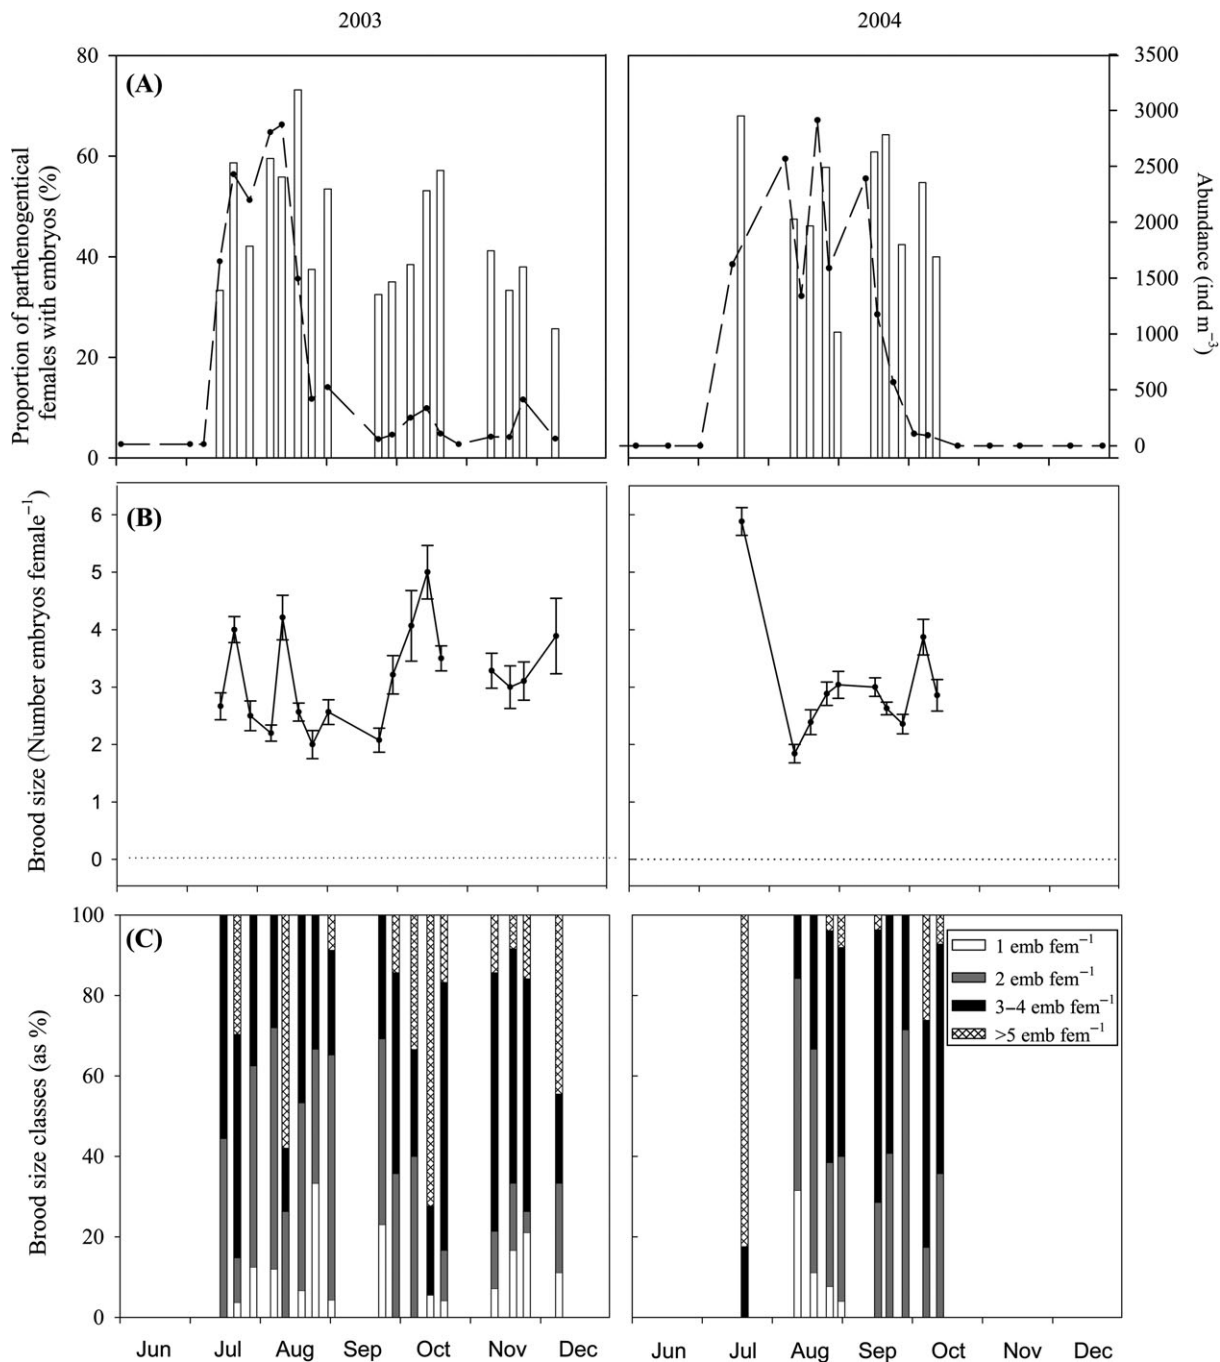 2003
2004
(A)
Proportion of parthenogentical
females with embryos (%)
80
60
40
20
0
3500
3000
2500
2000
1500
1000
500
0
Abundance (ind m⁻³)
(B)
Brood size (Number embryos female⁻¹)
6
5
4
3
2
1
0
(C)
Brood size classes (as %)
100
80
60
40
20
0
1 emb fem⁻¹
2 emb fem⁻¹
3–4 emb fem⁻¹
>5 emb fem⁻¹
Jun Jul Aug Sep Oct Nov Dec
Jun Jul Aug Sep Oct Nov Dec